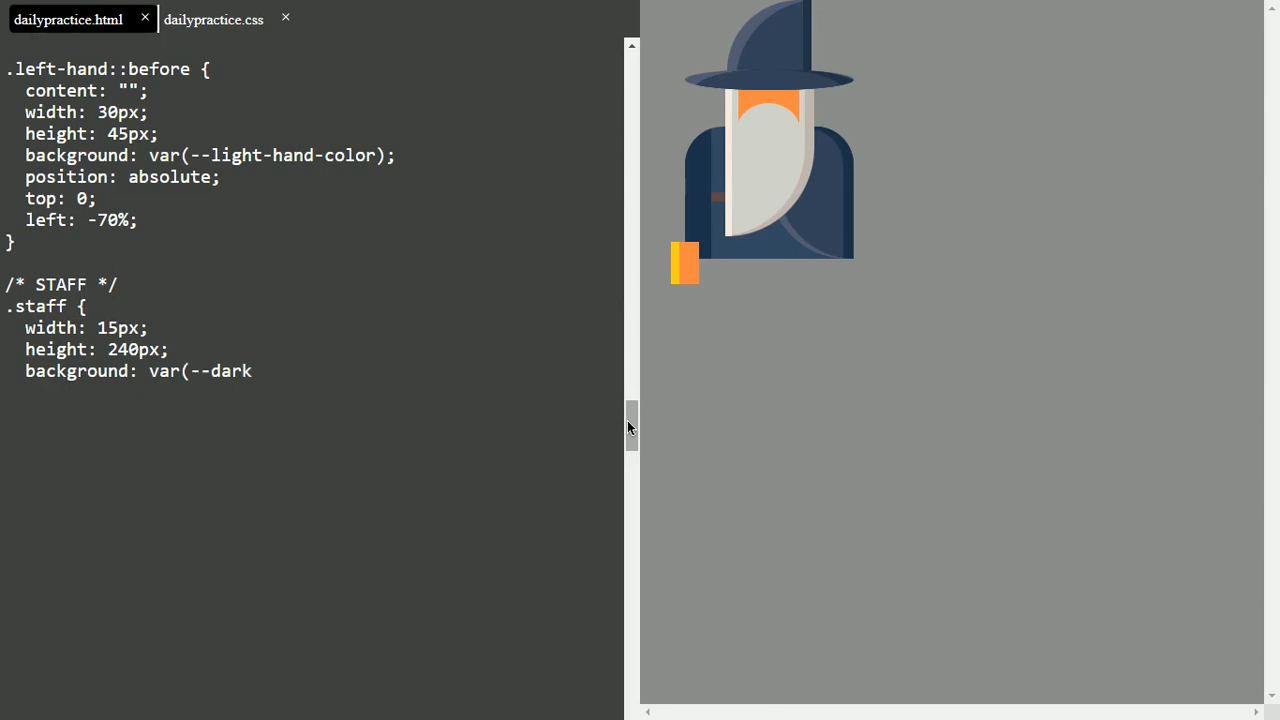 dailypractice.html × dailypractice.css ×
.left-hand::before {
content: "";
width: 30px;
height: 45px;
background: var(--light-hand-color);
position: absolute;
top: 0;
left: -70%;
}
/* STAFF */
.staff {
width: 15px;
height: 240px;
background: var(--dark